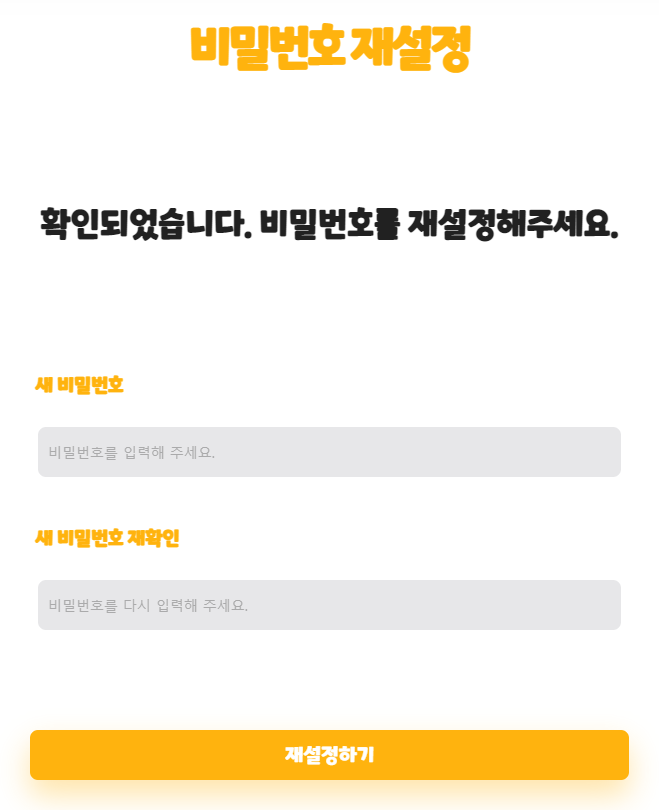 비밀번호 재설정
확인되었습니다. 비밀번호를 재설정해주세요.
새 비밀번호
비밀번호를 입력해 주세요.
새 비밀번호 재확인
비밀번호를 다시 입력해 주세요.
재설정하기